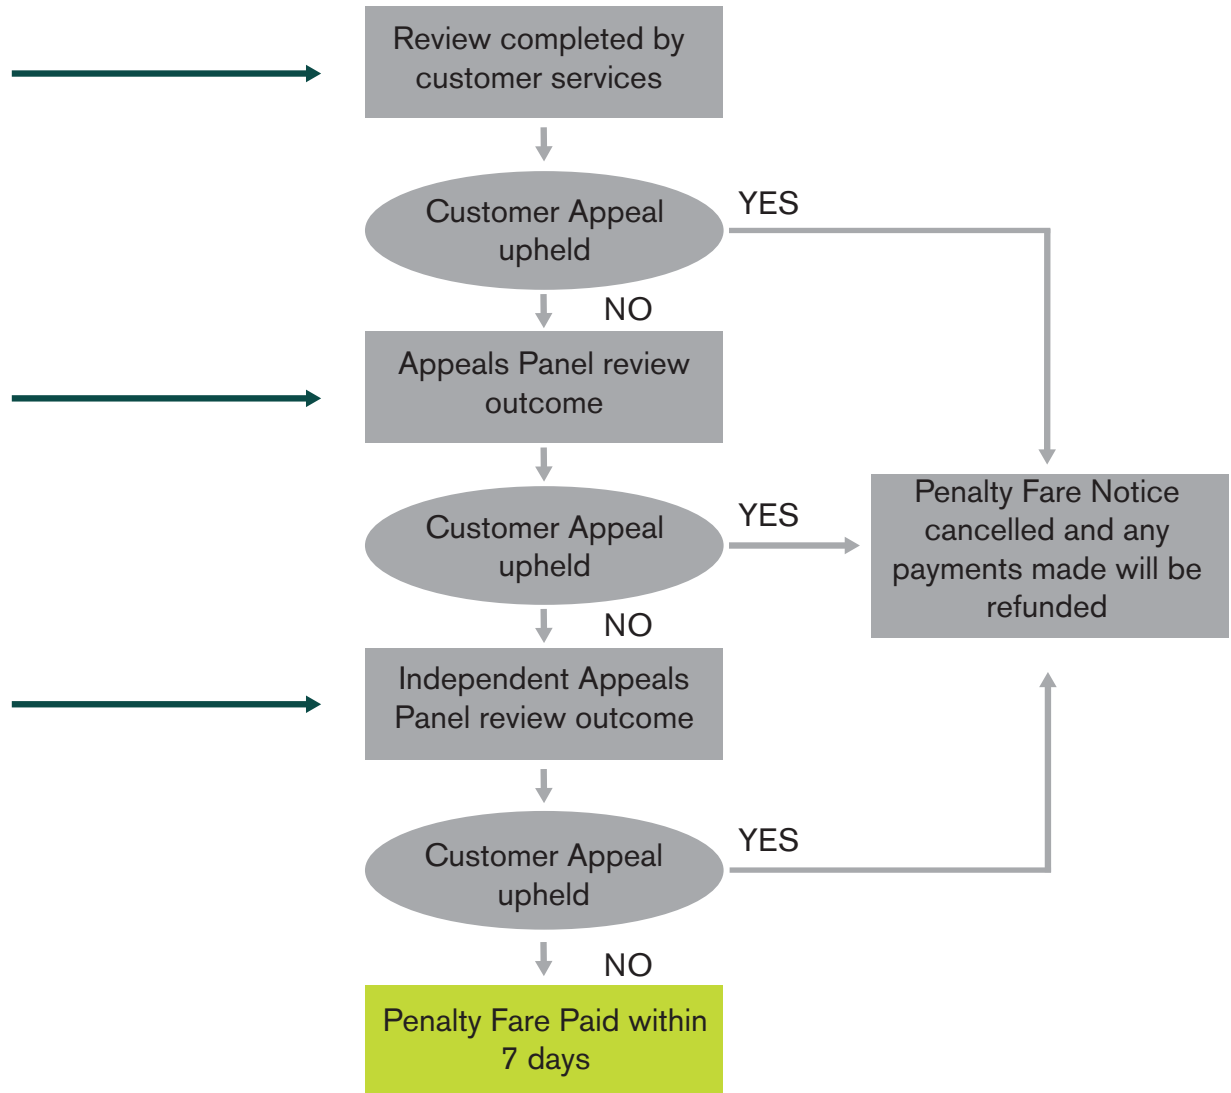 Review completed by
customer services
Customer Appeal
upheld
YES
NO
Appeals Panel review
outcome
Customer Appeal
upheld
YES
Penalty Fare Notice
cancelled and any
payments made will be
refunded
NO
Independent Appeals
Panel review outcome
Customer Appeal
upheld
YES
NO
Penalty Fare Paid within
7 days